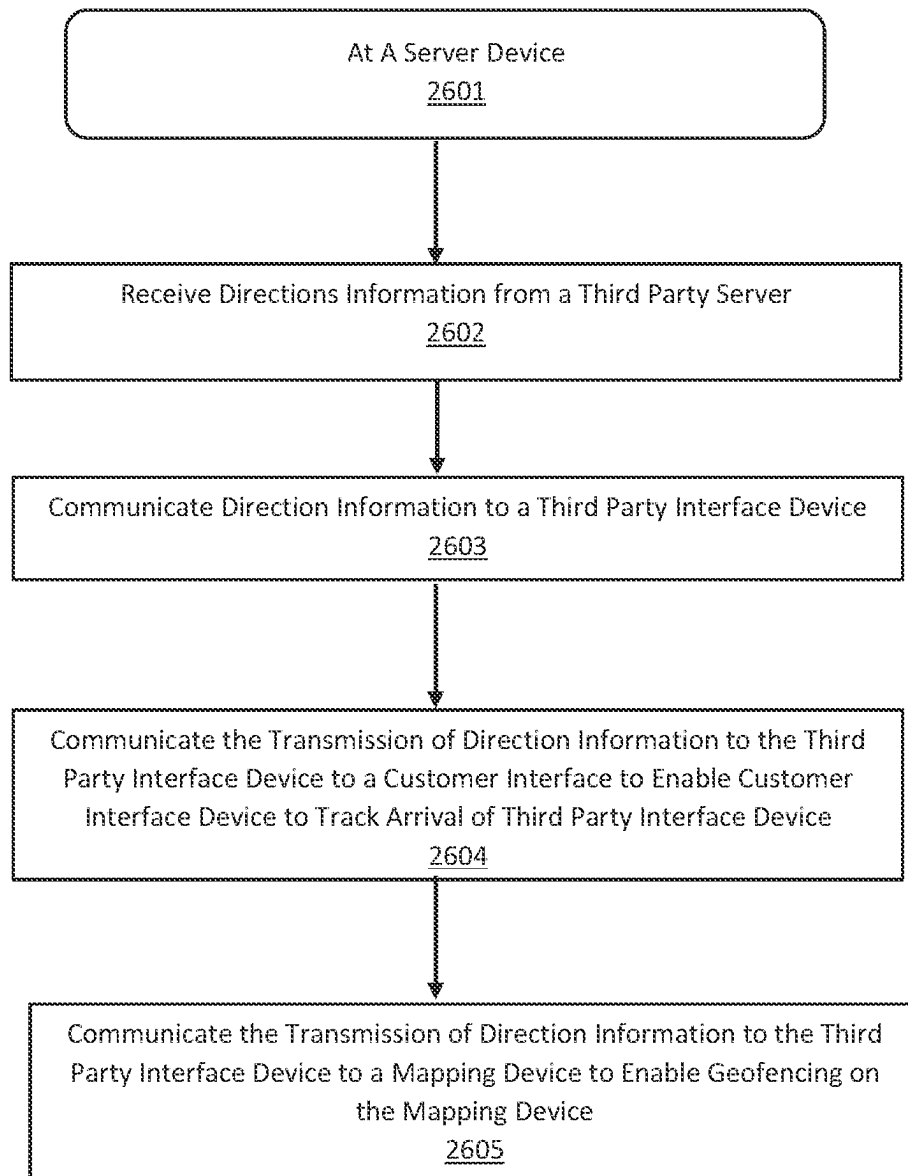 At A Server Device
2601
Receive Directions Information from a Third Party Server
2602
Communicate Direction Information to a Third Party Interface Device
2603
Communicate the Transmission of Direction Information to the Third
Party Interface Device to a Customer Interface to Enable Customer
Interface Device to Track Arrival of Third Party Interface Device
2604
Communicate the Transmission of Direction Information to the Third
Party Interface Device to a Mapping Device to Enable Geofencing on
the Mapping Device
2605